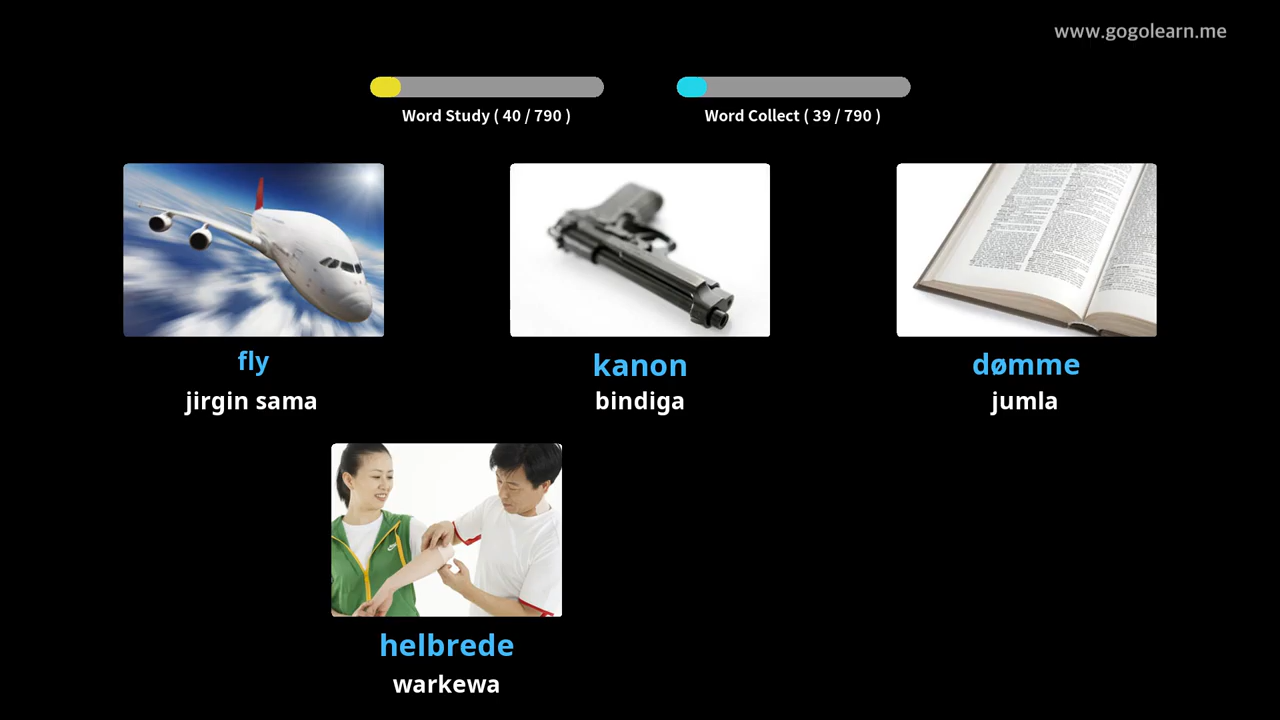 www.gogolearn.me
Word Study ( 40 / 790 )
Word Collect ( 39 / 790 )
fly
jirgin sama
kanon
bindiga
dømme
jumla
helbrede
warkewa